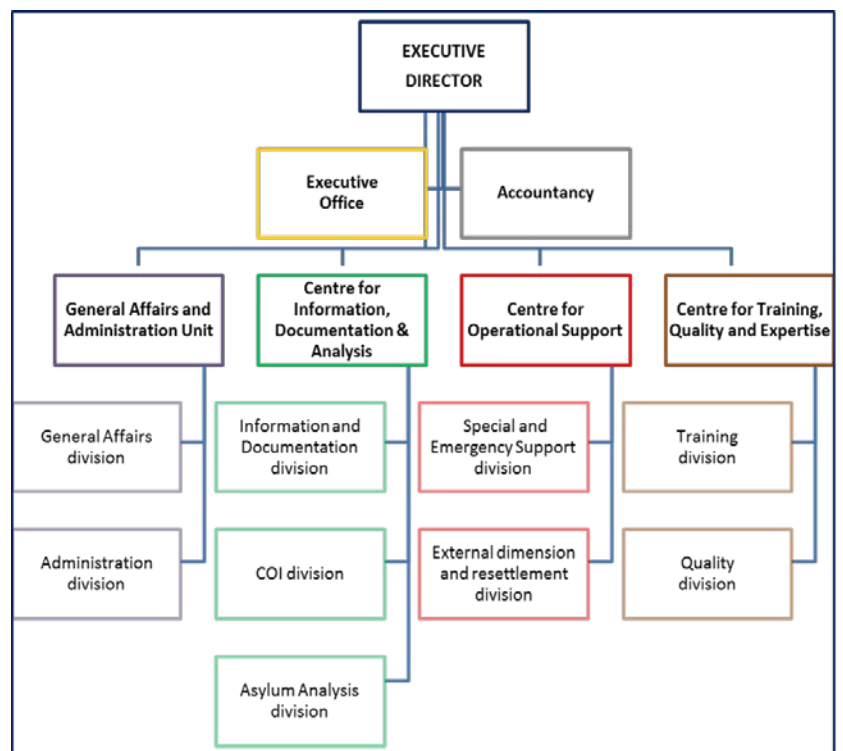 EXECUTIVE
DIRECTOR
Executive
Office
Accountancy
General Affairs and
Administration Unit
Centre for
Information,
Documentation &
Analysis
Centre for
Operational Support
Centre for Training,
Quality and Expertise
General Affairs
division
Information and
Documentation
division
Special and
Emergency Support
division
Training
division
Administration
division
COI division
External dimension
and resettlement
division
Quality
division
Asylum Analysis
division